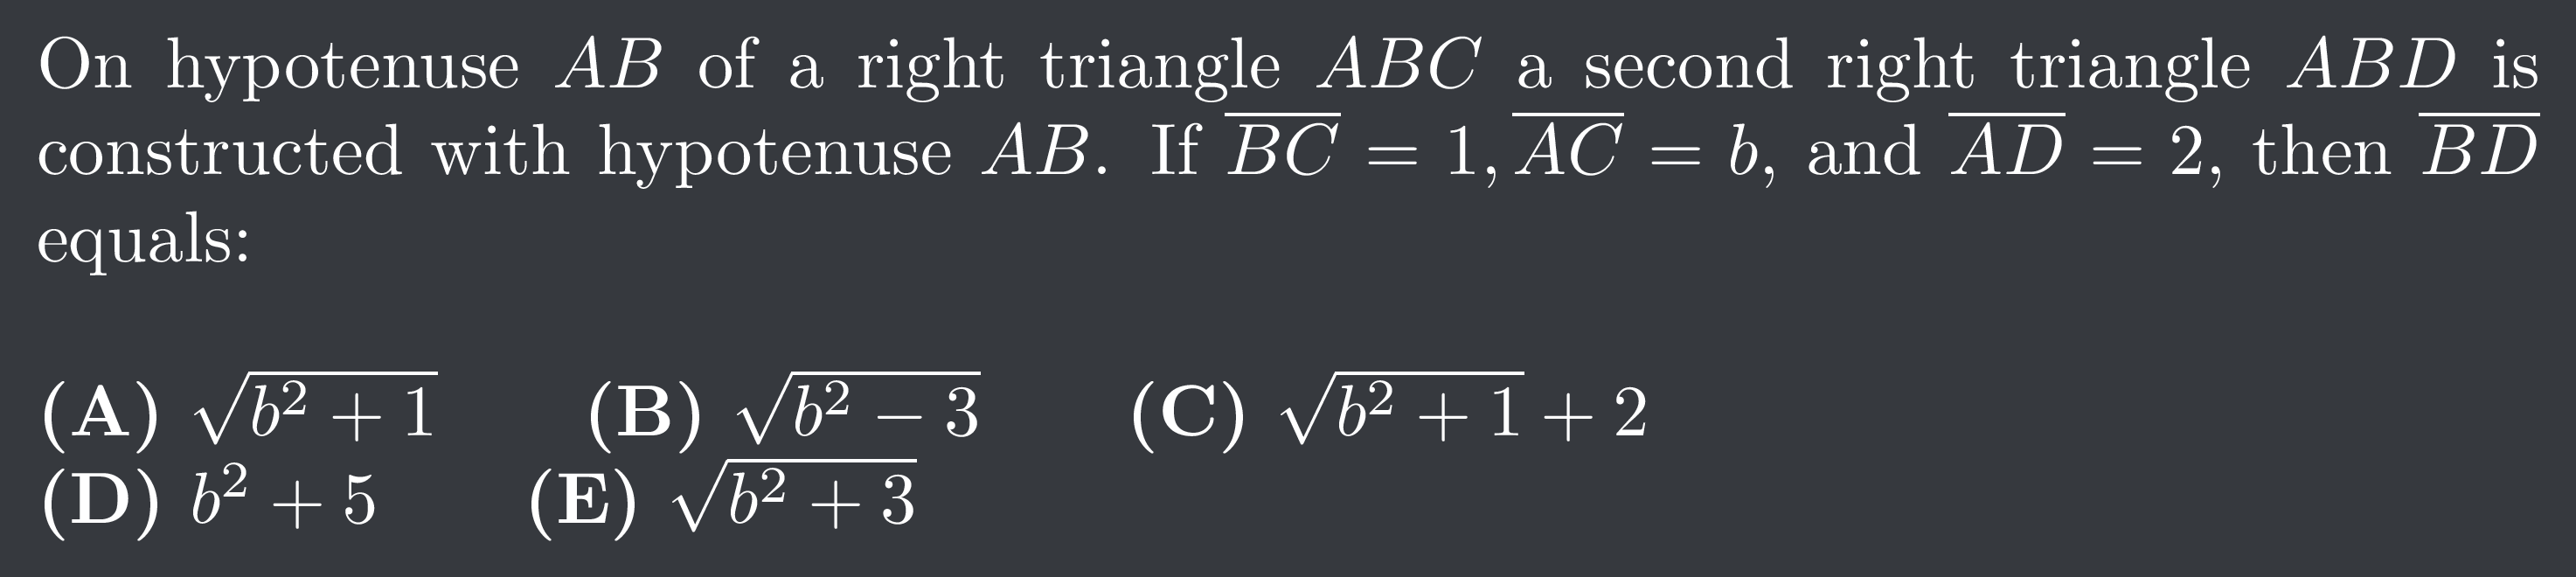 On hypotenuse $AB$ of a right triangle $ABC$ a second right triangle $ABD$ is
constructed with hypotenuse $AB$. If $\overline{BC} = 1, \overline{AC} = b$, and $\overline{AD} = 2$, then $\overline{BD}$
equals:
(A) $\sqrt{b^2 + 1}$ (B) $\sqrt{b^2 - 3}$ (C) $\sqrt{b^2 + 1} + 2$
(D) $b^2 + 5$ (E) $\sqrt{b^2 + 3}$